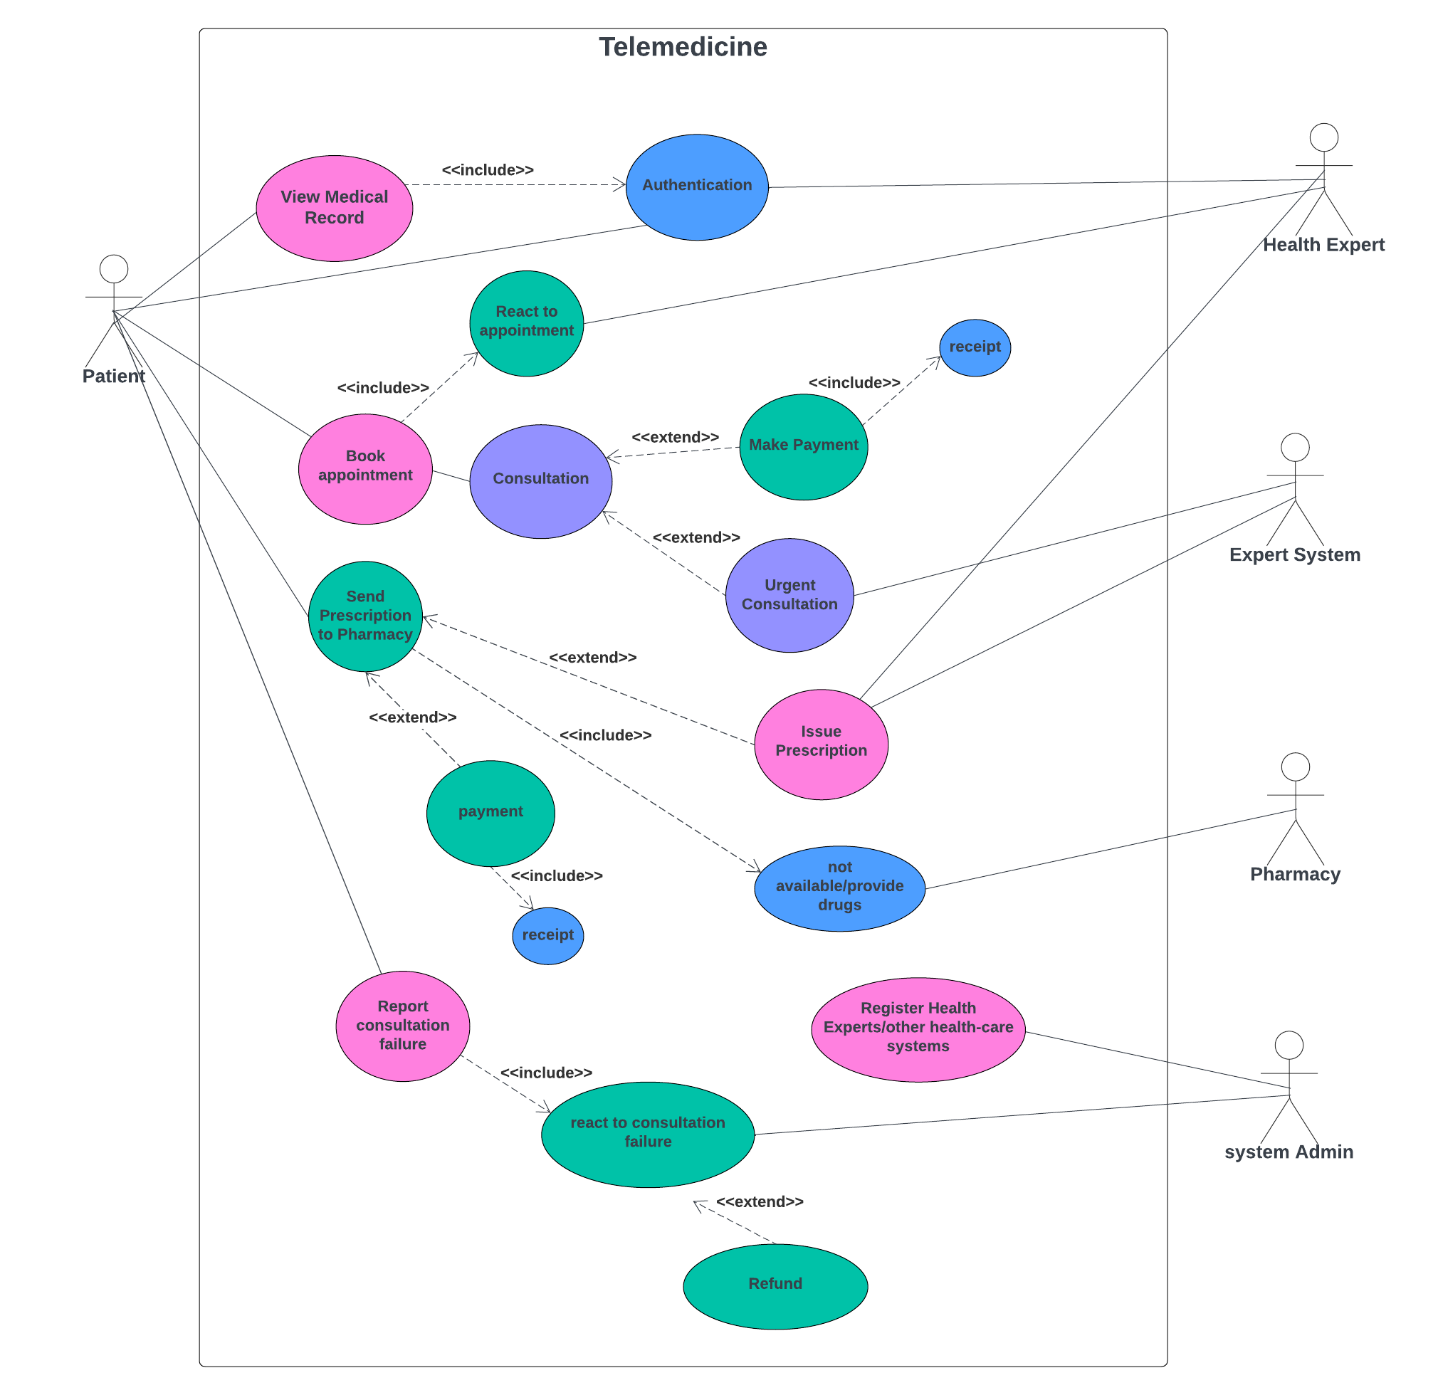 Telemedicine
<<include>>
View Medical
Record
Authentication
Health Expert
Patient
React to
appointment
receipt
<<include>>
<<include>>
Book
appointment
Consultation
<<extend>>
Make Payment
<<extend>>
Expert System
Urgent
Consultation
Send
Prescription
to Pharmacy
<<extend>>
<<extend>>
<<include>>
Issue
Prescription
payment
<<include>>
not
available/provide
drugs
Pharmacy
receipt
Report
consultation
failure
Register Health
Experts/other health-care
systems
<<include>>
react to consultation
failure
system Admin
<<extend>>
Refund